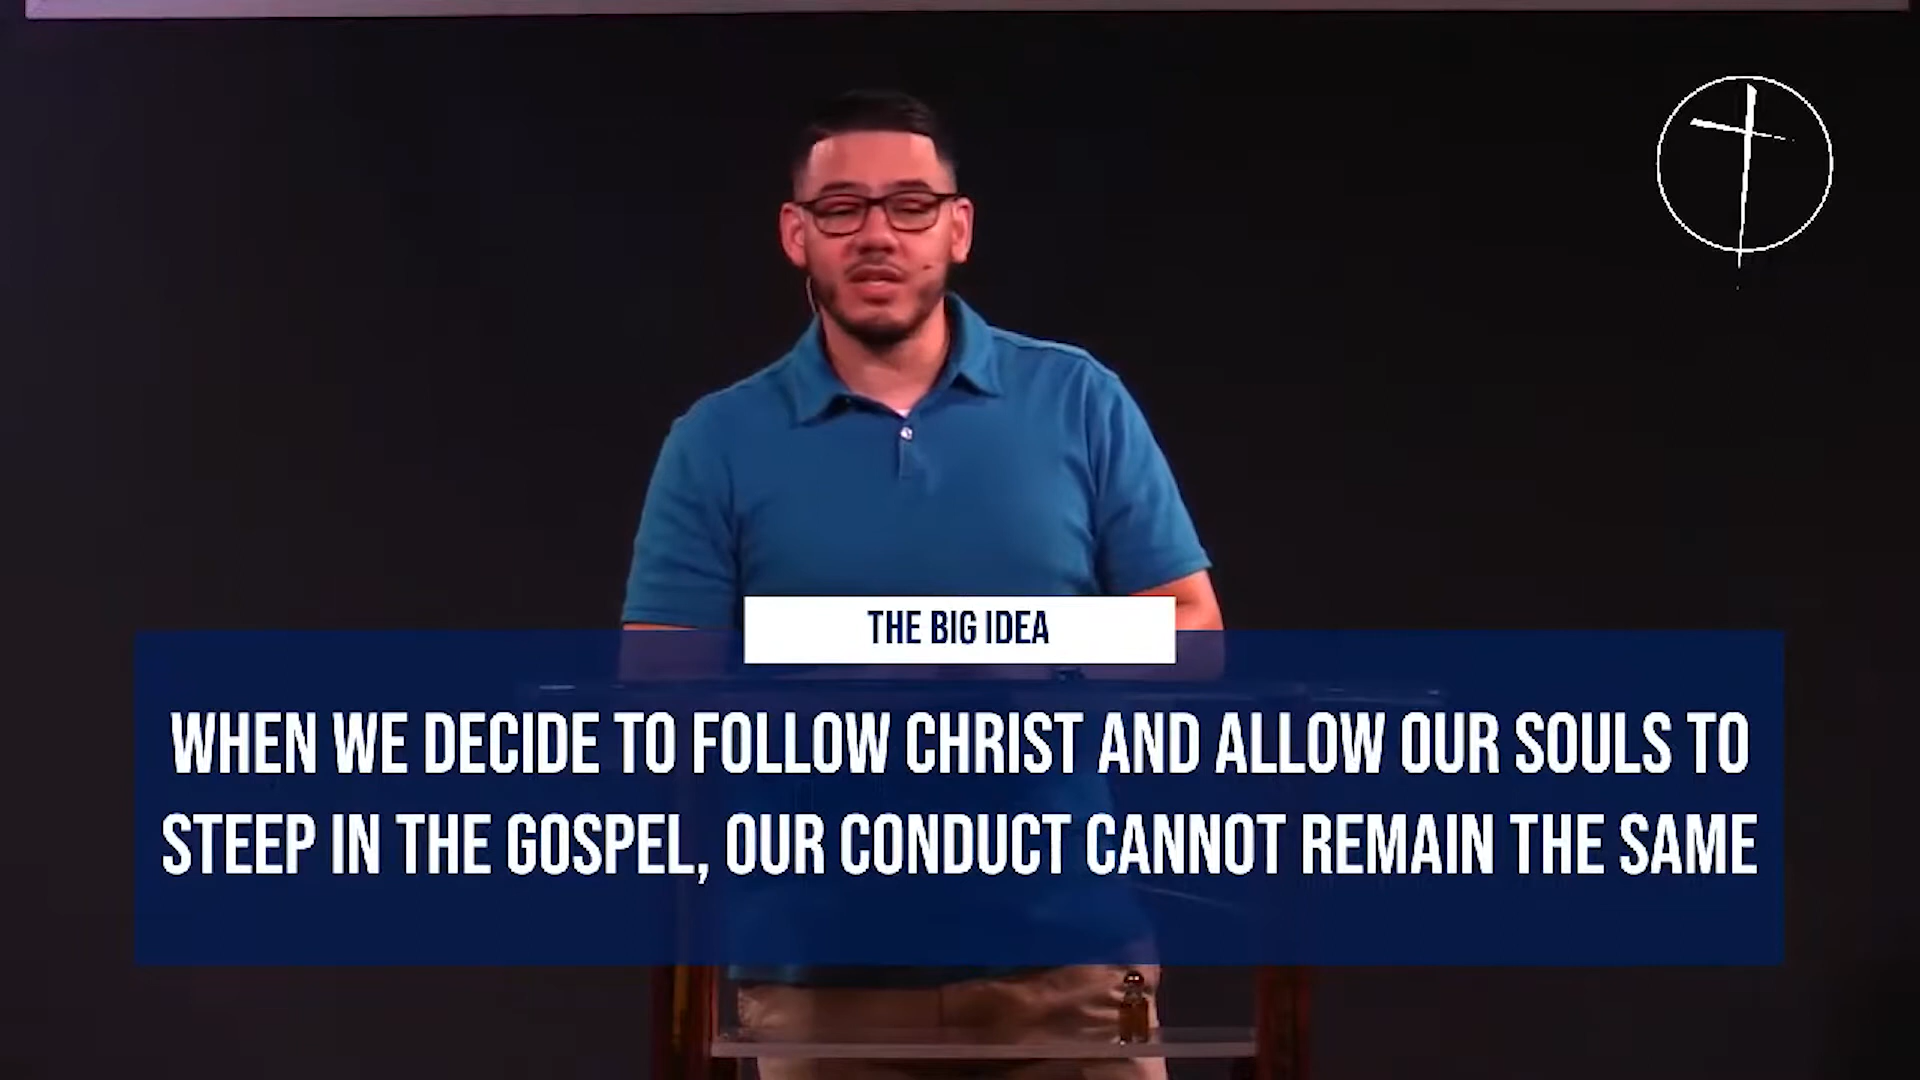 THE BIG IDEA
WHEN WE DECIDE TO FOLLOW CHRIST AND ALLOW OUR SOULS TO
STEEP IN THE GOSPEL, OUR CONDUCT CANNOT REMAIN THE SAME